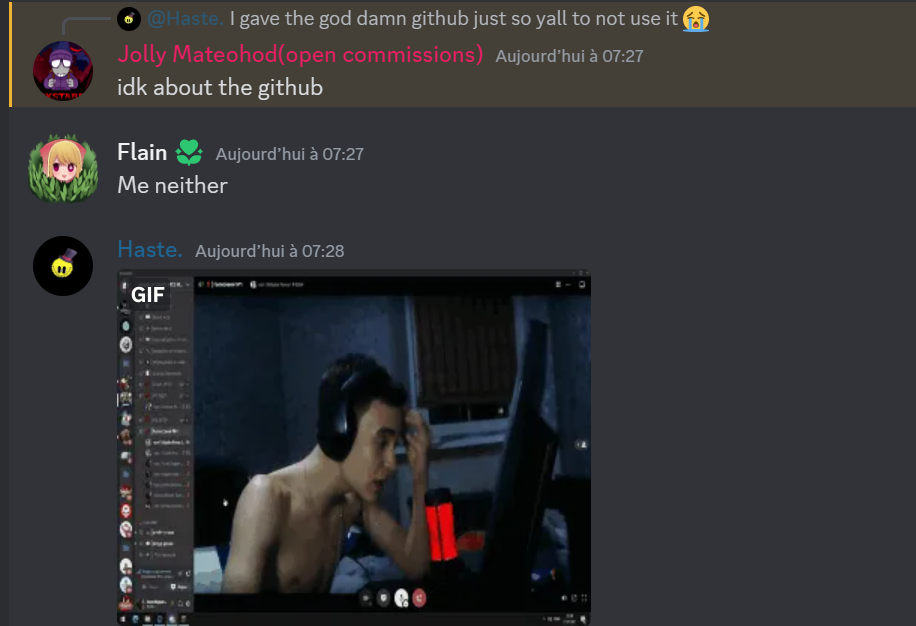 @Haste. I gave the god damn github just so yall to not use it 😭
Jolly Mateohod(open commissions) Aujourd’hui à 07:27
idk about the github
Flain Aujourd’hui à 07:27
Me neither
Haste. Aujourd’hui à 07:28
GIF